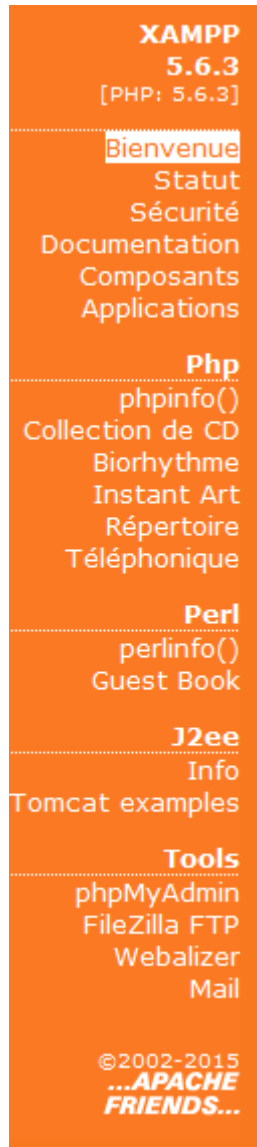 XAMPP
5.6.3
[PHP: 5.6.3]
Bienvenue
Statut
Sécurité
Documentation
Composants
Applications
Php
phpinfo()
Collection de CD
Biorhythme
Instant Art
Répertoire
Téléphonique
Perl
perlinfo()
Guest Book
J2ee
Info
Tomcat examples
Tools
phpMyAdmin
FileZilla FTP
Webalizer
Mail
©2002-2015
...APACHE
FRIENDS...